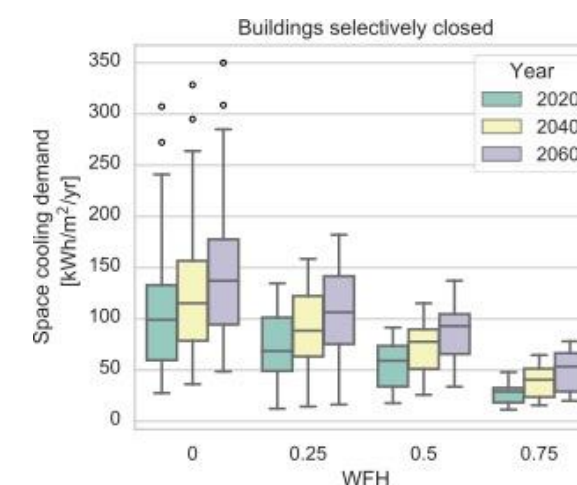 Buildings selectively closed
Space cooling demand
[kWh/m²/yr]
350
300
250
200
150
100
50
0
Year
2020
2040
2060
0 0.25 0.5 0.75
WFH